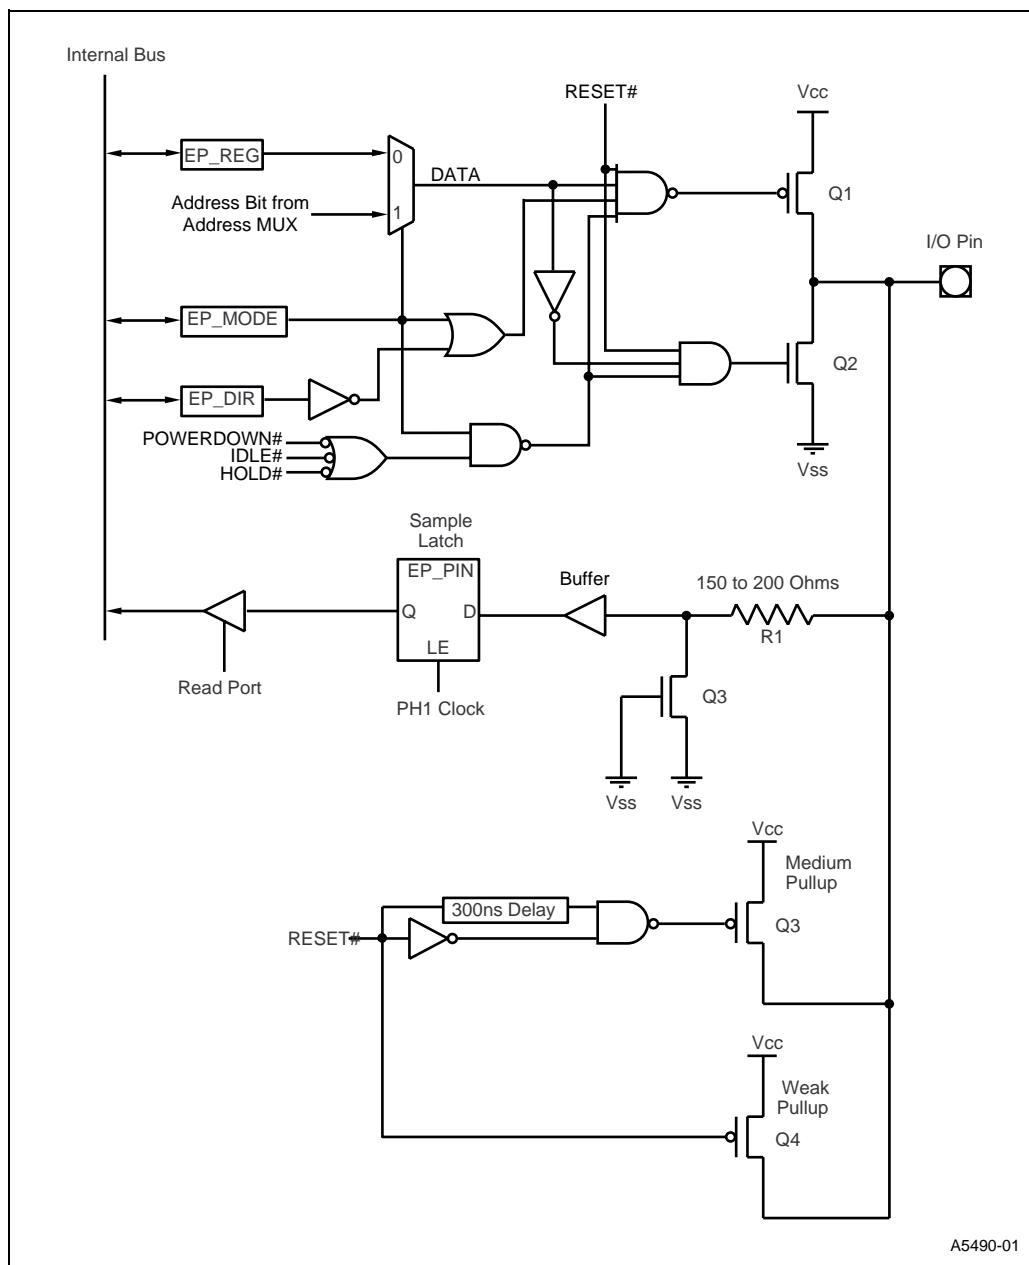 Internal Bus
RESET#
Vcc
EP_REG
0
DATA
Q1
Address Bit from
Address MUX
1
I/O Pin
EP_MODE
Q2
EP_DIR
POWERDOWN#
IDLE#
HOLD#
Vss
Sample
Latch
EP_PIN
Buffer
150 to 200 Ohms
Q
D
R1
LE
Read Port
Q3
PH1 Clock
Vss
Vss
Vcc
Medium
Pullup
300ns Delay
Q3
RESET#
Vcc
Weak
Pullup
Q4
A5490-01